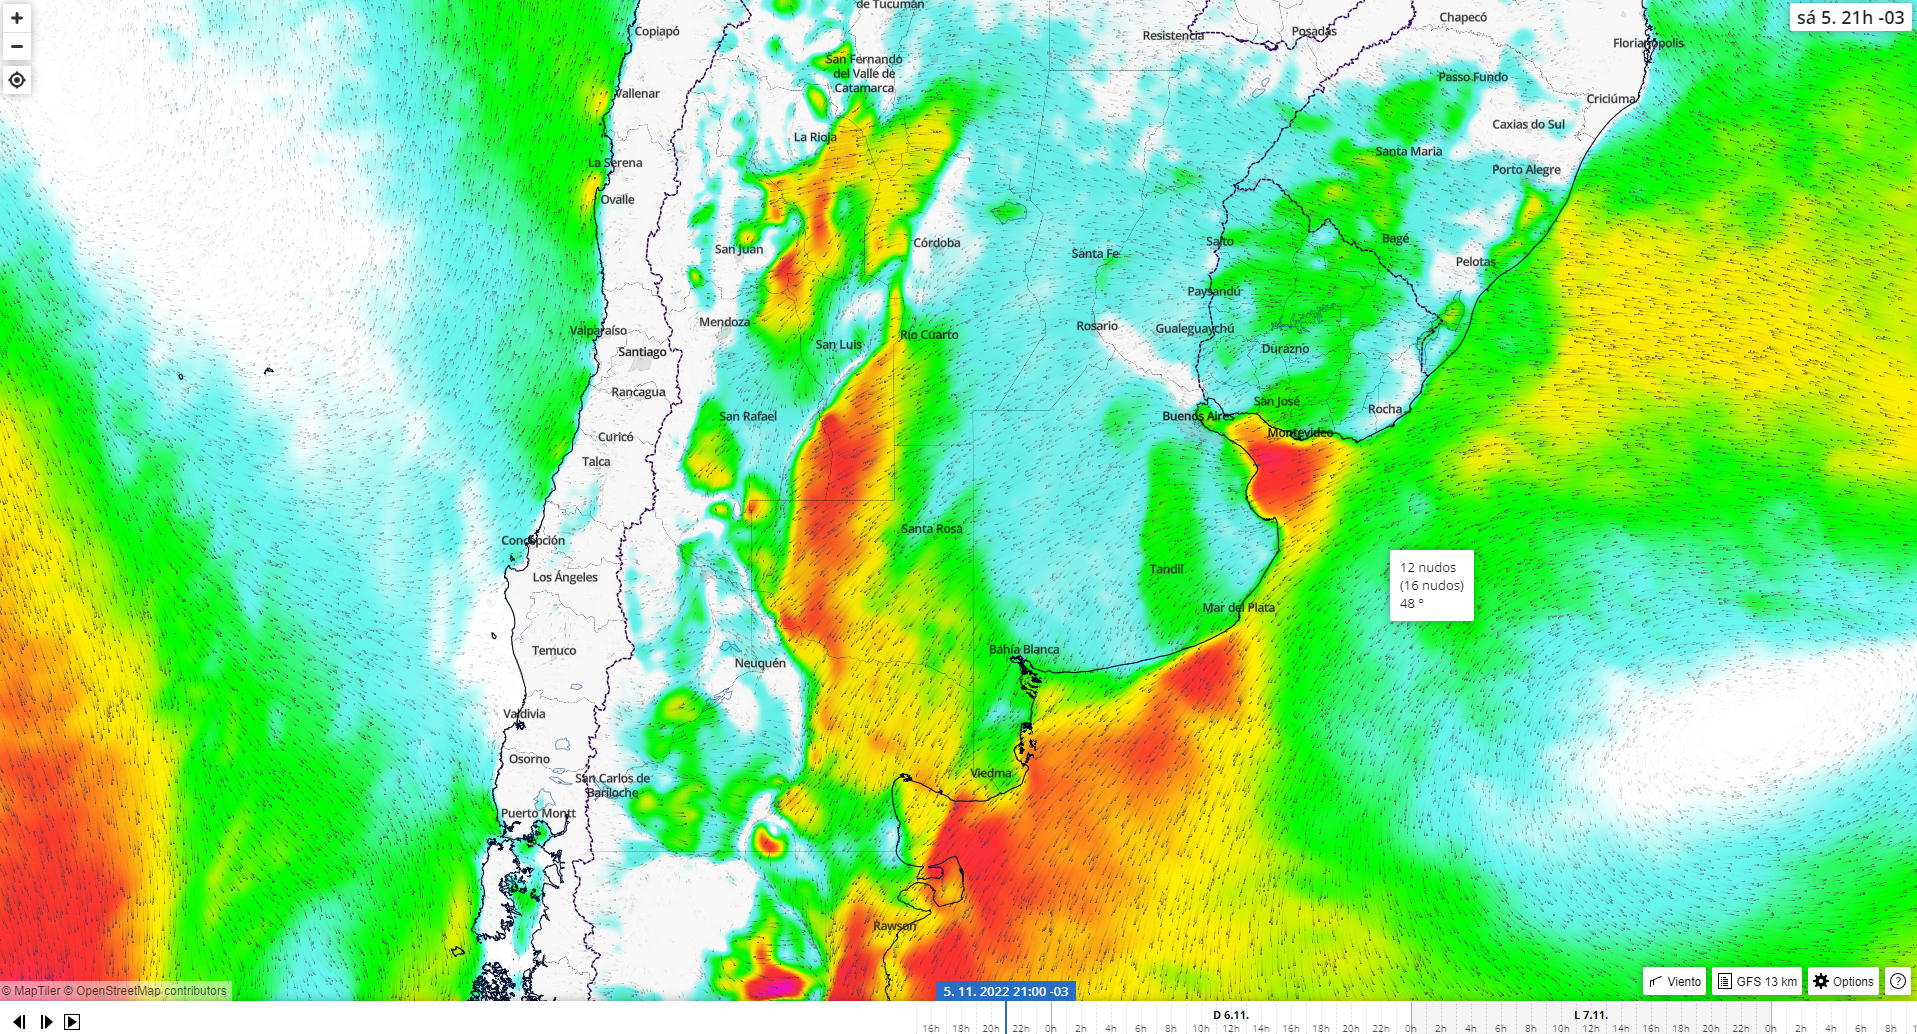 +
−
sá 5. 21h -03
de Tucumán
Copiapó
Resistencia
Posadas
Chapecó
Florianópolis
San Fernando
del Valle de
Catamarca
Vallenar
Passo Fundo
Criciúma
La Rioja
Caxias do Sul
La Serena
Santa Maria
Porto Alegre
Ovalle
San Juan
Córdoba
Santa Fe
Salto
Bagé
Pelotas
Paysandú
Mendoza
Valparaíso
Rosario
Gualeguaychú
Río Cuarto
San Luis
Santiago
Durazno
Rancagua
San José
Rocha
San Rafael
Buenos Aires
Montevideo
Curicó
Talca
Santa Rosa
Concepción
Los Ángeles
Tandil
12 nudos
(16 nudos)
48 º
Mar del Plata
Temuco
Bahía Blanca
Neuquén
Valdivia
Osorno
Viedma
San Carlos de
Bariloche
Puerto Montt
Rawson
© MapTiler © OpenStreetMap contributors
Viento
GFS 13 km
Options
?
5. 11. 2022 21:00 -03
D 6.11.
L 7.11.
16h 18h 20h 22h 0h 2h 4h 6h 8h 10h 12h 14h 16h 18h 20h 22h 0h 2h 4h 6h 8h 10h 12h 14h 16h 18h 20h 22h 0h 2h 4h 6h 8h